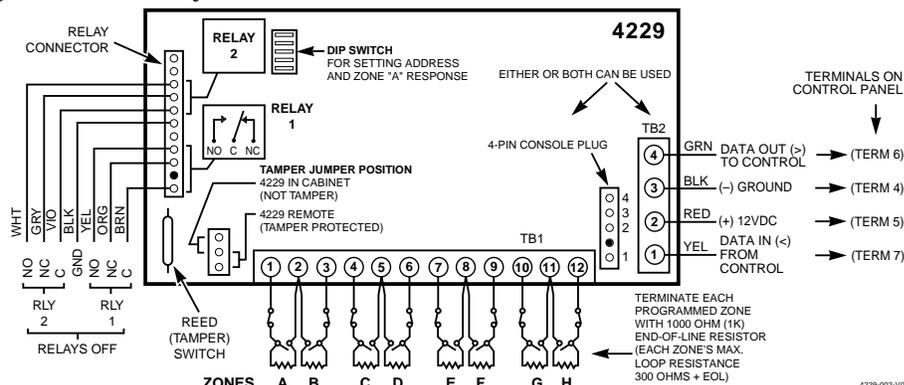 4229
RELAY
CONNECTOR
RELAY
2
DIP SWITCH
FOR SETTING ADDRESS
AND ZONE "A" RESPONSE
EITHER OR BOTH CAN BE USED
TERMINALS ON
CONTROL PANEL
RELAY
1
NO C NC
4-PIN CONSOLE PLUG
TB2
4
GRN
DATA OUT (>)
TO CONTROL
(TERM 6)
3
BLK
(–) GROUND
(TERM 4)
2
RED
(+) 12VDC
(TERM 5)
1
YEL
DATA IN (<)
FROM
CONTROL
(TERM 7)
4
3
2
1
TAMPER JUMPER POSITION
4229 IN CABINET
(NOT TAMPER)
4229 REMOTE
(TAMPER PROTECTED)
TB1
1 2 3 4 5 6 7 8 9 10 11 12
WHT
GRY
VIO
BLK
YEL
ORG
BRN
NO
NC
C
GND
NO
NC
C
RLY
2
RLY
1
RELAYS OFF
REED
(TAMPER)
SWITCH
TERMINATE EACH
PROGRAMMED ZONE
WITH 1000 OHM (1K)
END-OF-LINE RESISTOR
(EACH ZONE'S MAX.
LOOP RESISTANCE
300 OHMS + EOL)
ZONES A B C D E F G H